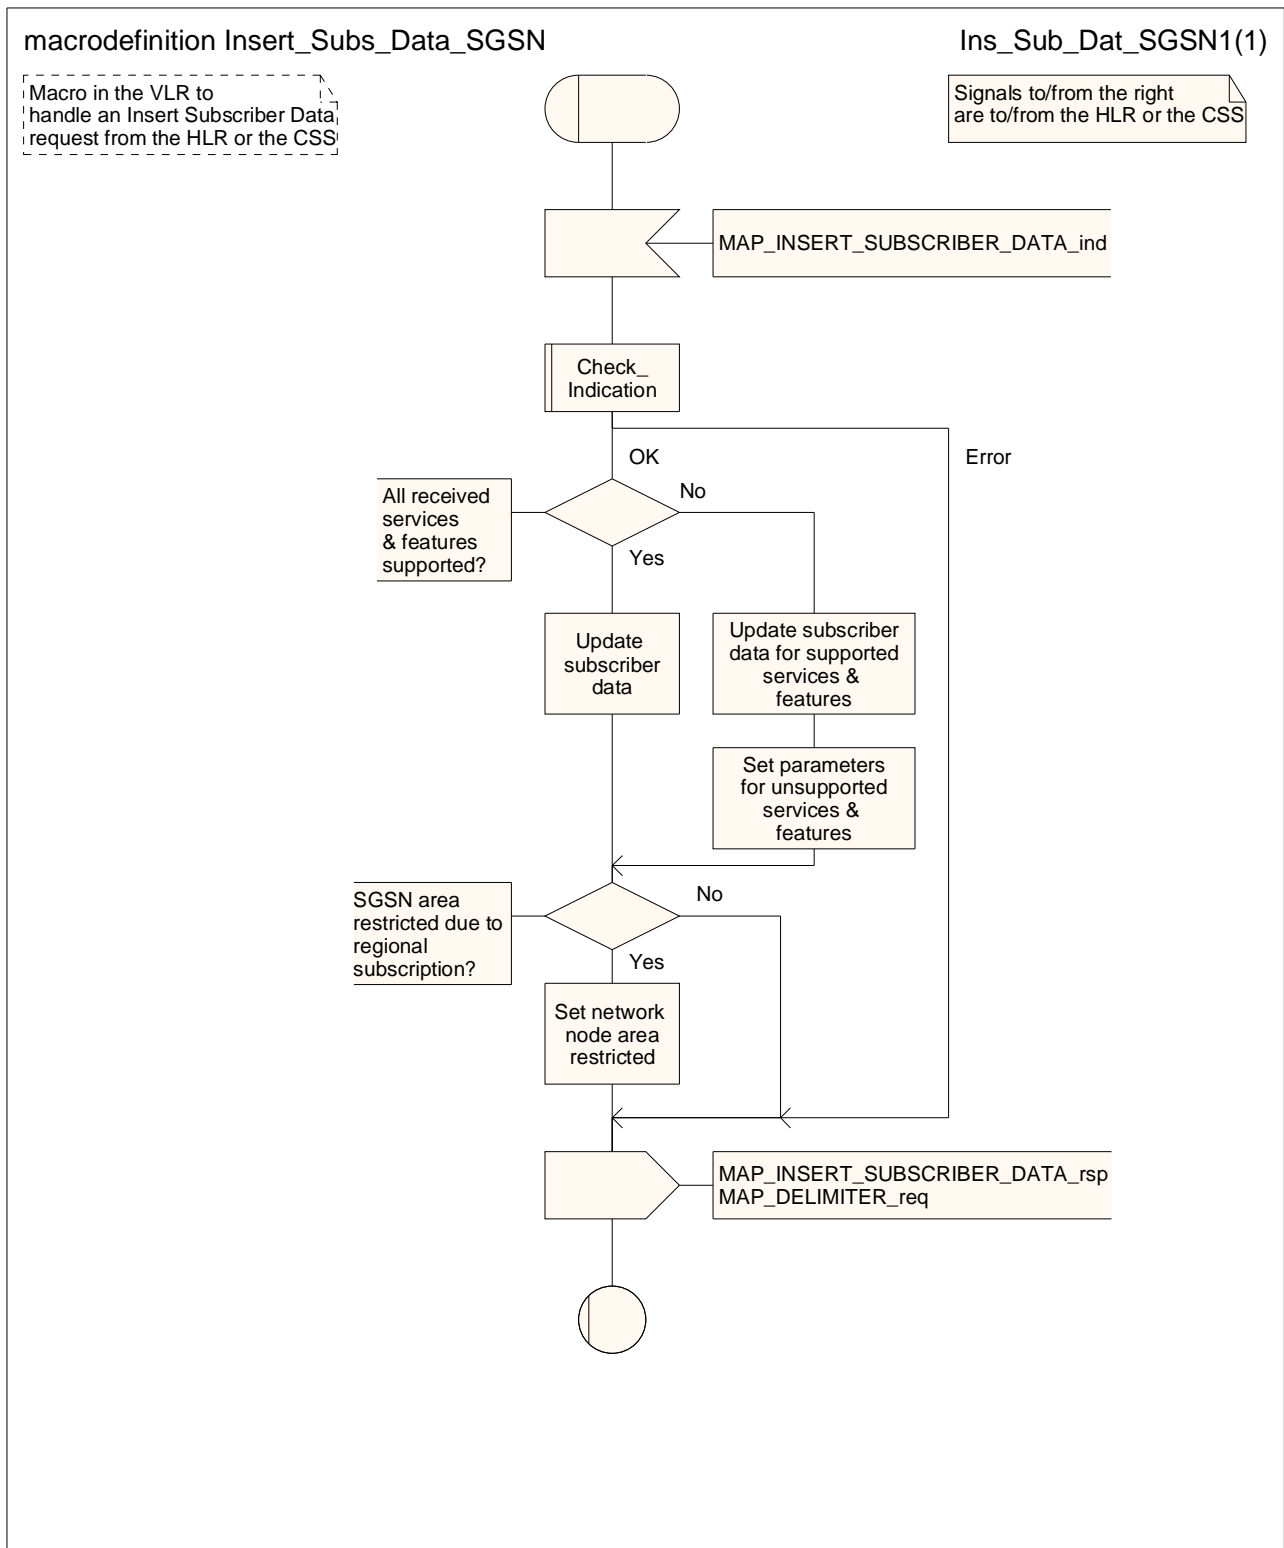 macrodefinition Insert_Subs_Data_SGSN
Ins_Sub_Dat_SGSN1(1)
Macro in the VLR to
handle an Insert Subscriber Data
request from the HLR or the CSS
Signals to/from the right
are to/from the HLR or the CSS
MAP_INSERT_SUBSCRIBER_DATA_ind
Check_
Indication
OK
Error
All received
services
& features
supported?
No
Yes
Update
subscriber
data
Update subscriber
data for supported
services &
features
Set parameters
for unsupported
services &
features
SGSN area
restricted due to
regional
subscription?
No
Yes
Set network
node area
restricted
MAP_INSERT_SUBSCRIBER_DATA_rsp
MAP_DELIMITER_req